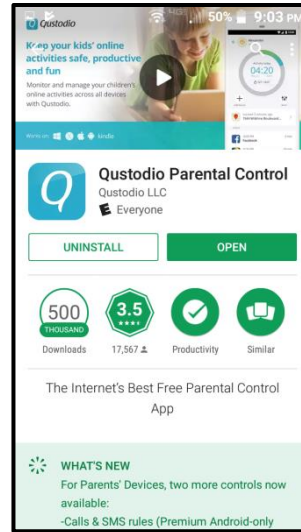 50% 9:03 PM
Qustodio
Keep your kids' online
activities safe, productive
and fun
Monitor and manage your children's
online activities across all devices
with Qustodio.
kindle
04:20
Qustodio Parental Control
Qustodio LLC
E Everyone
UNINSTALL
OPEN
500
THOUSAND
3.5
Downloads
17,567
Productivity
Similar
The Internet's Best Free Parental Control
App
WHAT'S NEW
For Parents' Devices, two more controls now
available:
-Calls & SMS rules (Premium Android-only